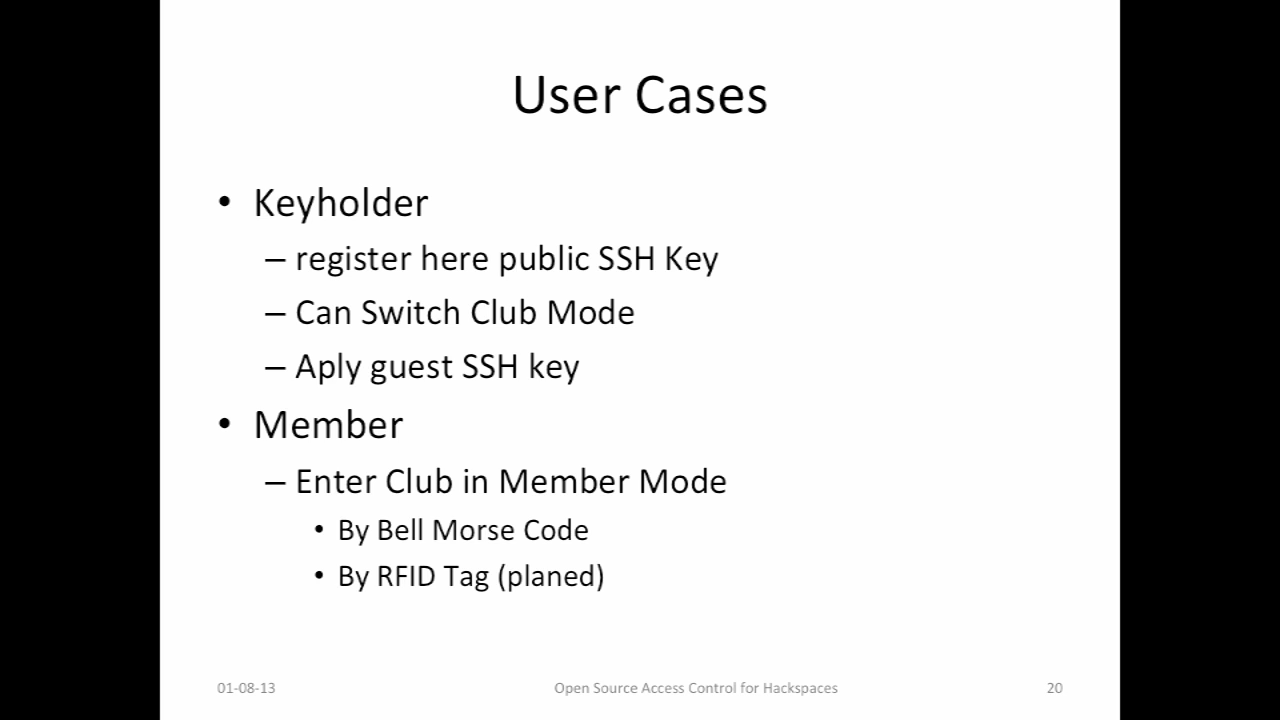 User Cases
• Keyholder
– register here public SSH Key
– Can Switch Club Mode
– Aply guest SSH key
• Member
– Enter Club in Member Mode
• By Bell Morse Code
• By RFID Tag (planed)
01-08-13 Open Source Access Control for Hackspaces 20